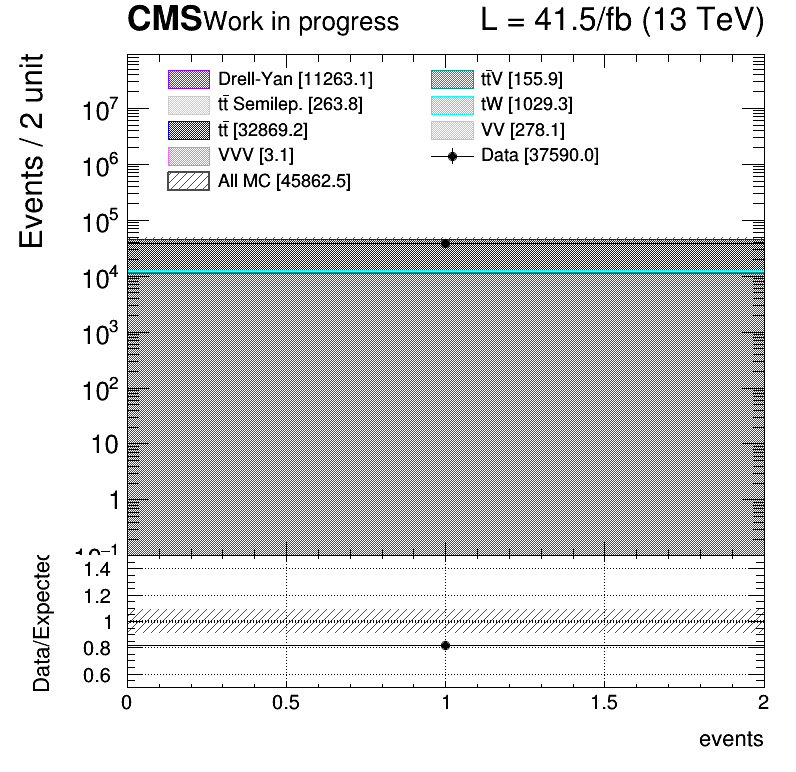 CMS Work in progress L = 41.5/fb (13 TeV)
Events / 2 unit
Drell-Yan [11263.1]
tt̄ Semilep. [263.8]
tt̄ [32869.2]
VVV [3.1]
All MC [45862.5]
tt̄V [155.9]
tW [1029.3]
VV [278.1]
Data [37590.0]
10⁷
10⁶
10⁵
10⁴
10³
10²
10
1
10⁻¹
Data/Expected
1.4
1.2
1
0.8
0.6
0 0.5 1 1.5 2
events